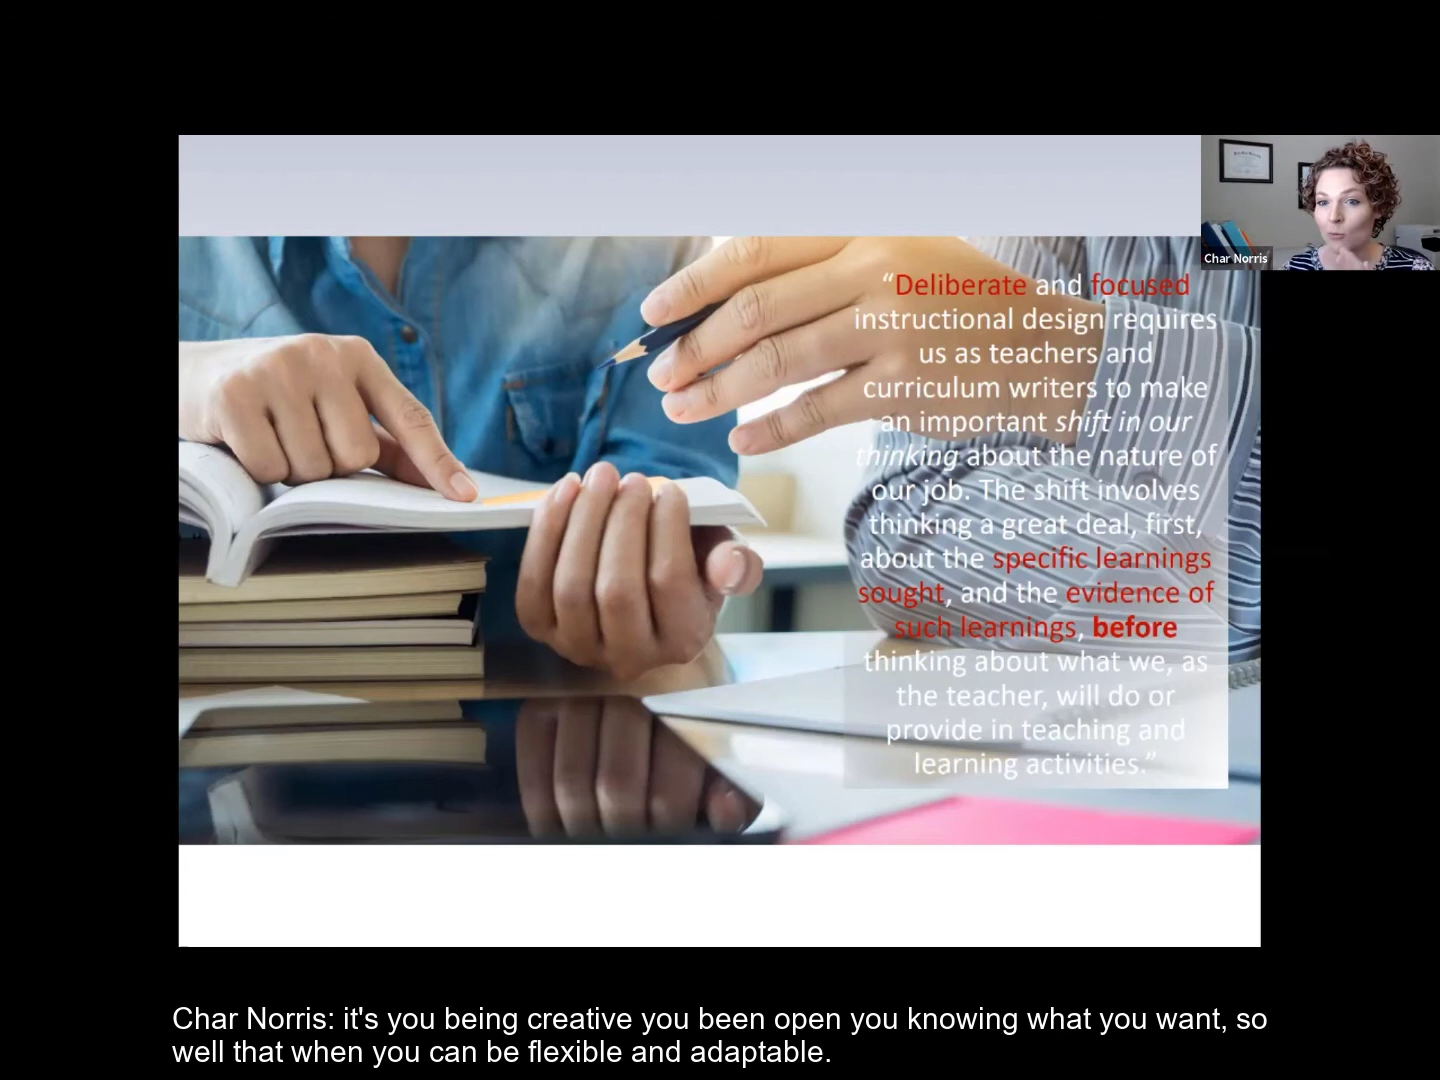 “Deliberate and focused
instructional design requires
us as teachers and
curriculum writers to make
an important shift in our
thinking about the nature of
our job. The shift involves
thinking a great deal, first,
about the specific learnings
sought, and the evidence of
such learnings, before
thinking about what we, as
the teacher, will do or
provide in teaching and
learning activities.”
Char Norris
Char Norris: it's you being creative you been open you knowing what you want, so
well that when you can be flexible and adaptable.